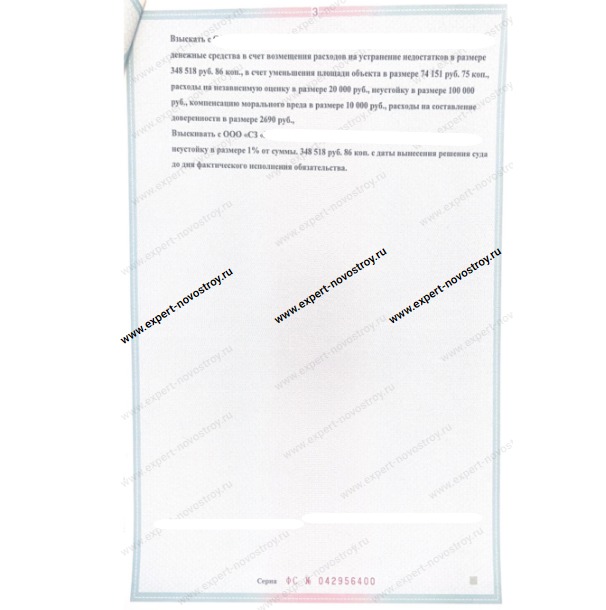 3
Взыскать с
денежные средства в счет возмещения расходов на устранение недостатков в размере
348 518 руб. 86 коп., в счет уменьшения площади объекта в размере 74 151 руб. 75 коп.,
расходы на независимую оценку в размере 20 000 руб., неустойку в размере 100 000
руб., компенсацию морального вреда в размере 10 000 руб., расходы на составление
доверенности в размере 2690 руб.,
Взыскивать с ООО «СЗ «
неустойку в размере 1% от суммы. 348 518 руб. 86 коп. с даты вынесения решения суда
до дня фактического исполнения обязательства.
www.expert-novostroy.ru
www.expert-novostroy.ru
www.expert-novostroy.ru
Серия ФС № 042956400